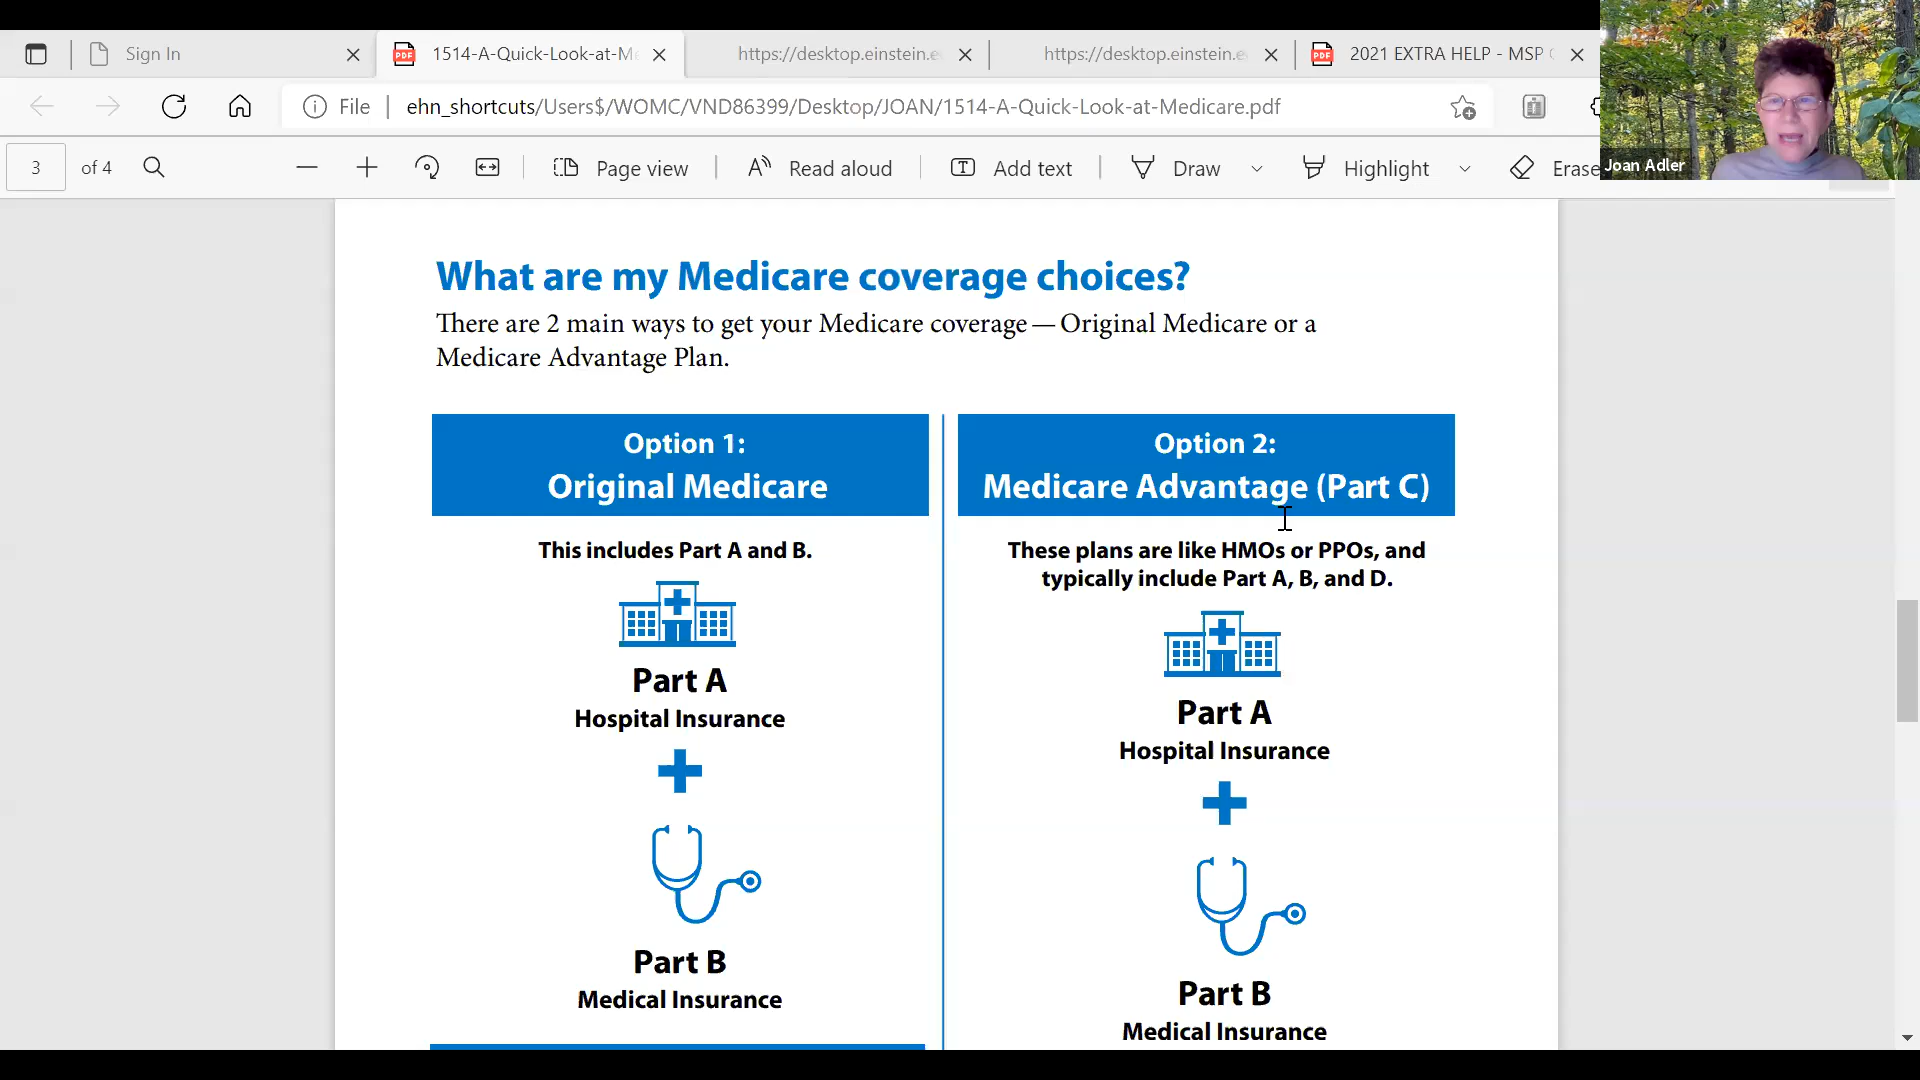 Sign In
1514-A-Quick-Look-at-Me
https://desktop.einstein.e
https://desktop.einstein.e
2021 EXTRA HELP - MSP
File
ehn_shortcuts/Users$/WOMC/VND86399/Desktop/JOAN/1514-A-Quick-Look-at-Medicare.pdf
3 of 4
Page view
Read aloud
Add text
Draw
Highlight
Erase
Joan Adler
What are my Medicare coverage choices?
There are 2 main ways to get your Medicare coverage — Original Medicare or a
Medicare Advantage Plan.
Option 1:
Original Medicare
This includes Part A and B.
Part A
Hospital Insurance
Part B
Medical Insurance
Option 2:
Medicare Advantage (Part C)
These plans are like HMOs or PPOs, and
typically include Part A, B, and D.
Part A
Hospital Insurance
Part B
Medical Insurance